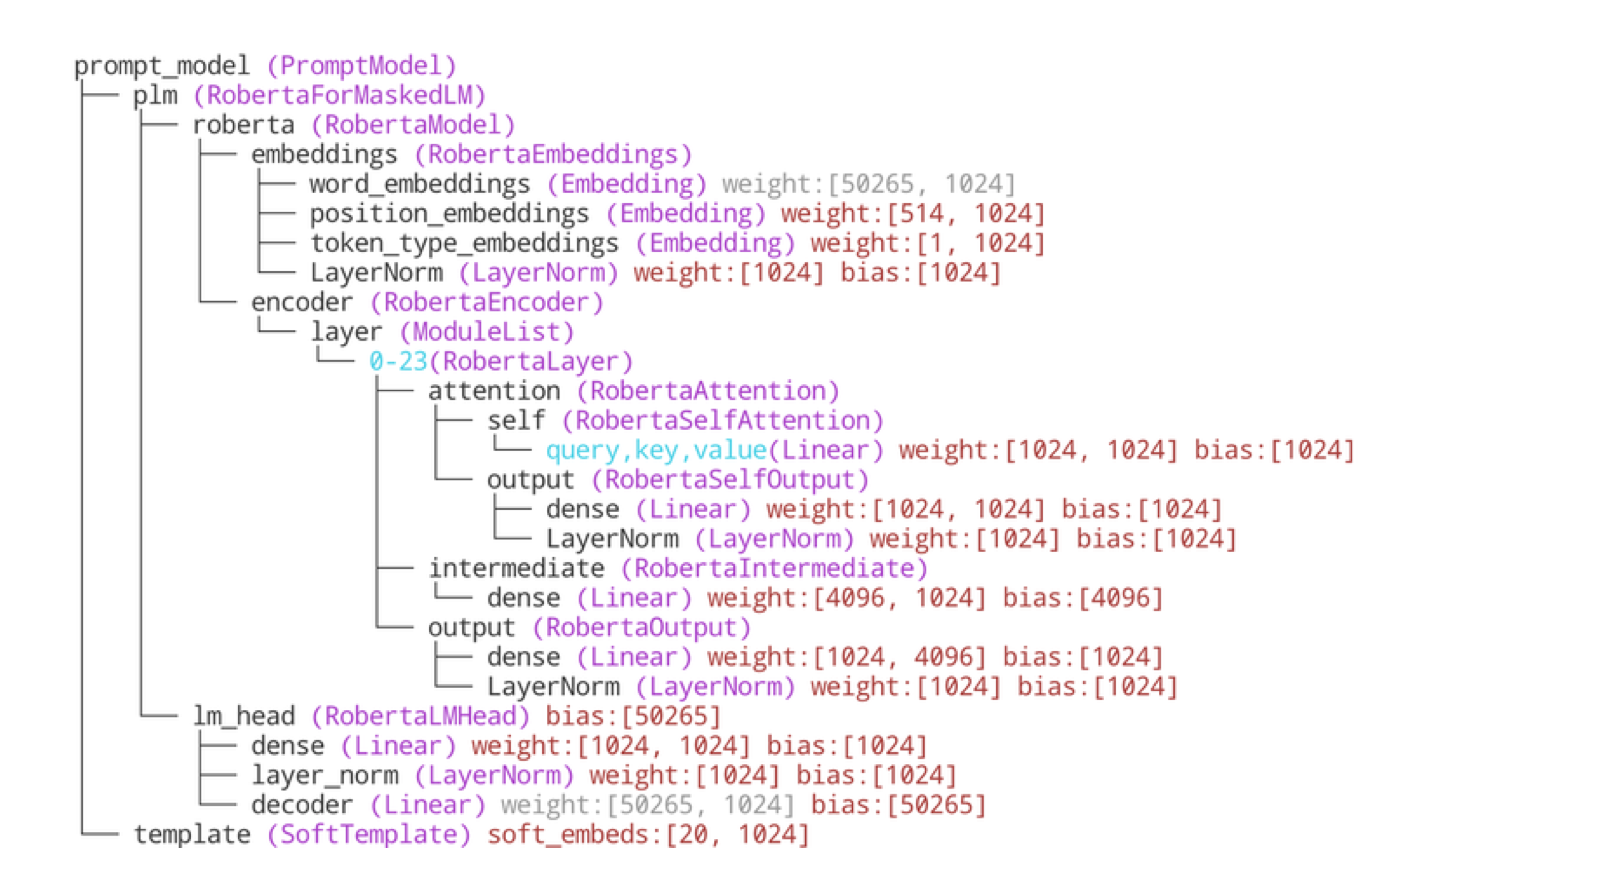 prompt_model (PromptModel)
plm (RobertaForMaskedLM)
roberta (RobertaModel)
embeddings (RobertaEmbeddings)
word_embeddings (Embedding) weight:[50265, 1024]
position_embeddings (Embedding) weight:[514, 1024]
token_type_embeddings (Embedding) weight:[1, 1024]
LayerNorm (LayerNorm) weight:[1024] bias:[1024]
encoder (RobertaEncoder)
layer (ModuleList)
0-23(RobertaLayer)
attention (RobertaAttention)
self (RobertaSelfAttention)
query,key,value(Linear) weight:[1024, 1024] bias:[1024]
output (RobertaSelfOutput)
dense (Linear) weight:[1024, 1024] bias:[1024]
LayerNorm (LayerNorm) weight:[1024] bias:[1024]
intermediate (RobertaIntermediate)
dense (Linear) weight:[4096, 1024] bias:[4096]
output (RobertaOutput)
dense (Linear) weight:[1024, 4096] bias:[1024]
LayerNorm (LayerNorm) weight:[1024] bias:[1024]
lm_head (RobertaLMHead) bias:[50265]
dense (Linear) weight:[1024, 1024] bias:[1024]
layer_norm (LayerNorm) weight:[1024] bias:[1024]
decoder (Linear) weight:[50265, 1024] bias:[50265]
template (SoftTemplate) soft_embeds:[20, 1024]